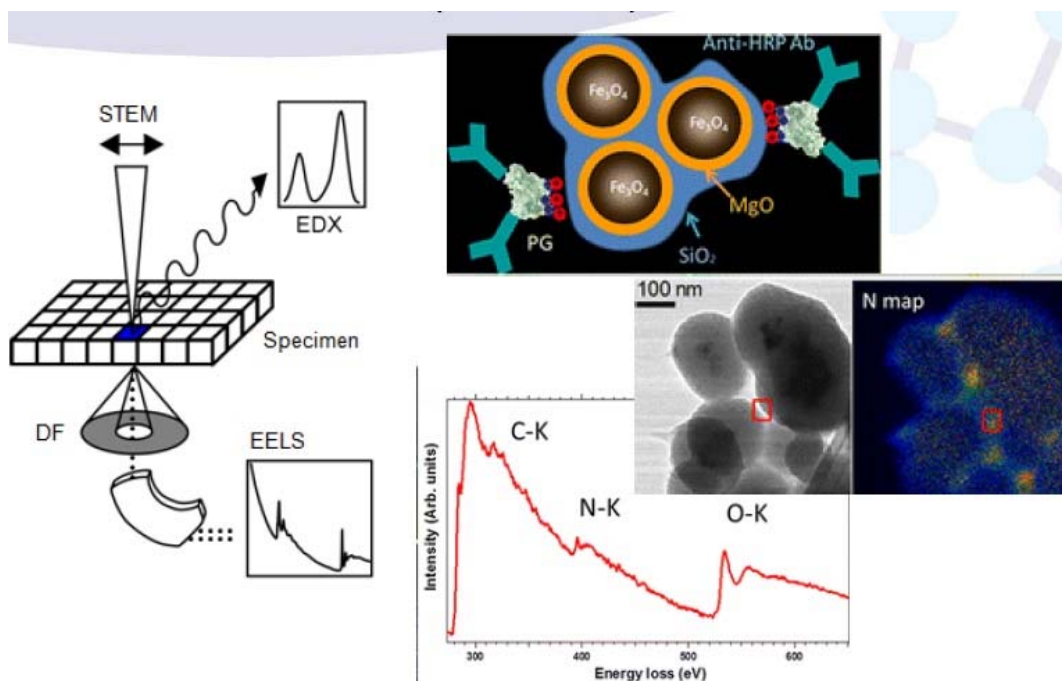 STEM
EDX
Specimen
DF
EELS
Anti-HRP Ab
Fe₃O₄
Fe₃O₄
Fe₃O₄
MgO
SiO₂
PG
100 nm
N map
C-K
N-K
O-K
Intensity (Arb. units)
300 400 500 600
Energy loss (eV)